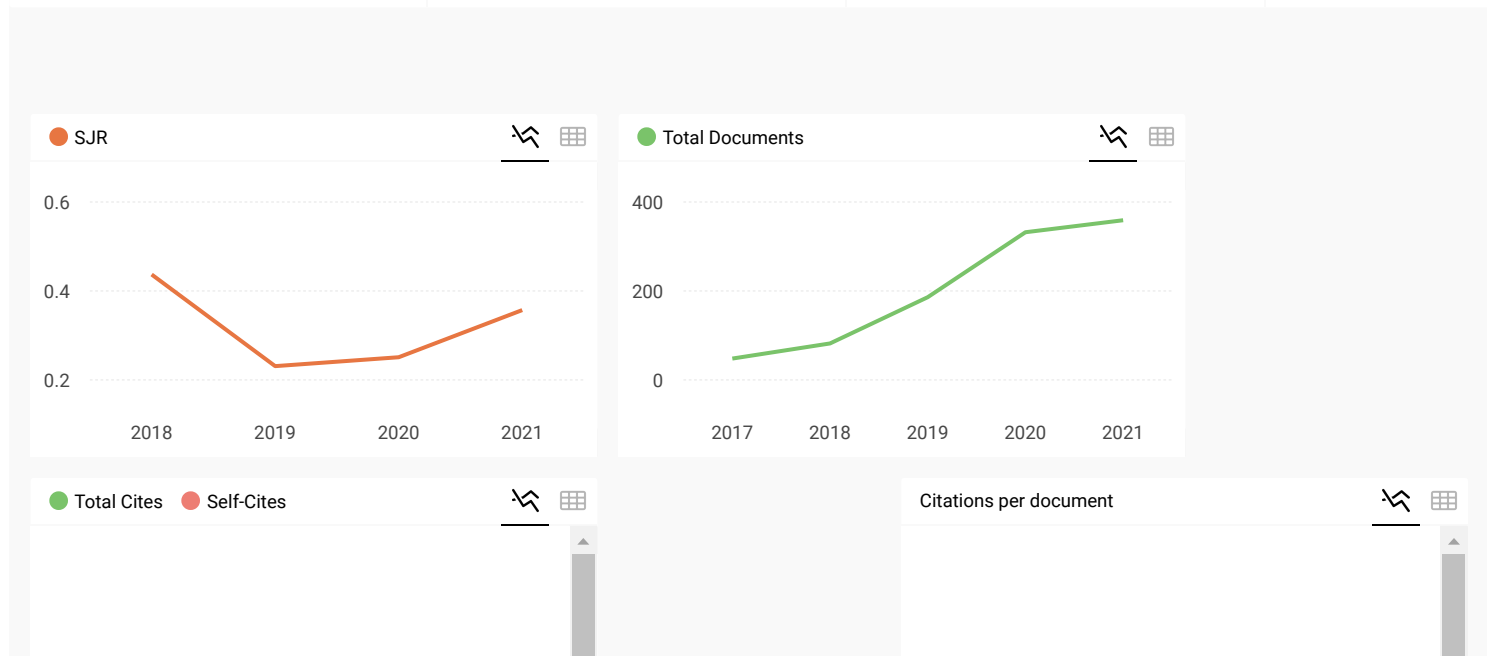 SJR
0.6
0.4
0.2
2018 2019 2020 2021
Total Documents
400
200
0
2017 2018 2019 2020 2021
Total Cites Self-Cites
Citations per document